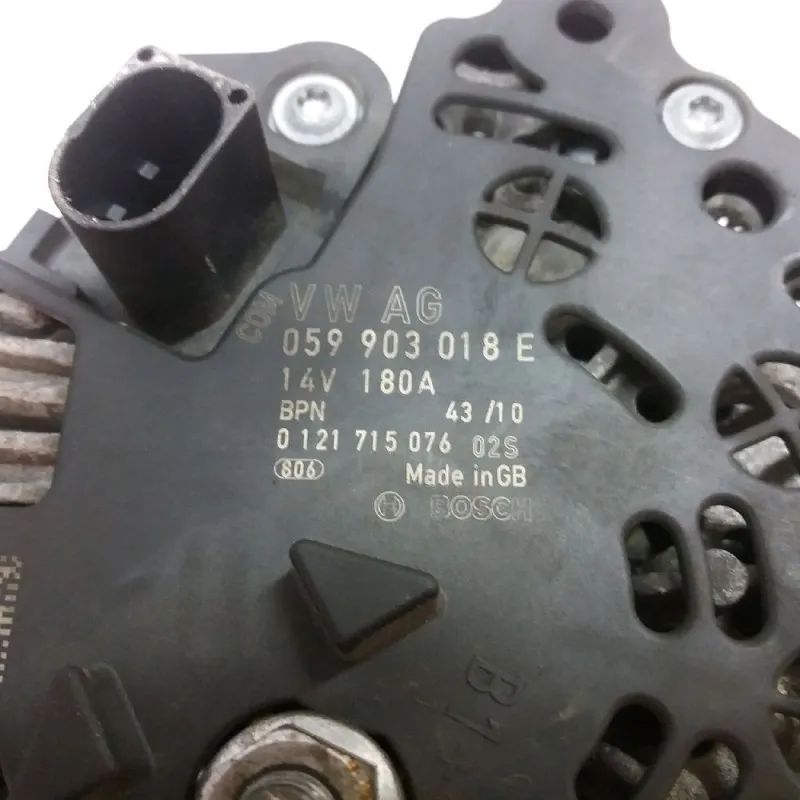 COM
VW AG
059 903 018 E
14V 180A
BPN 43/10
0 121 715 076 02S
806
Made in GB
BOSCH